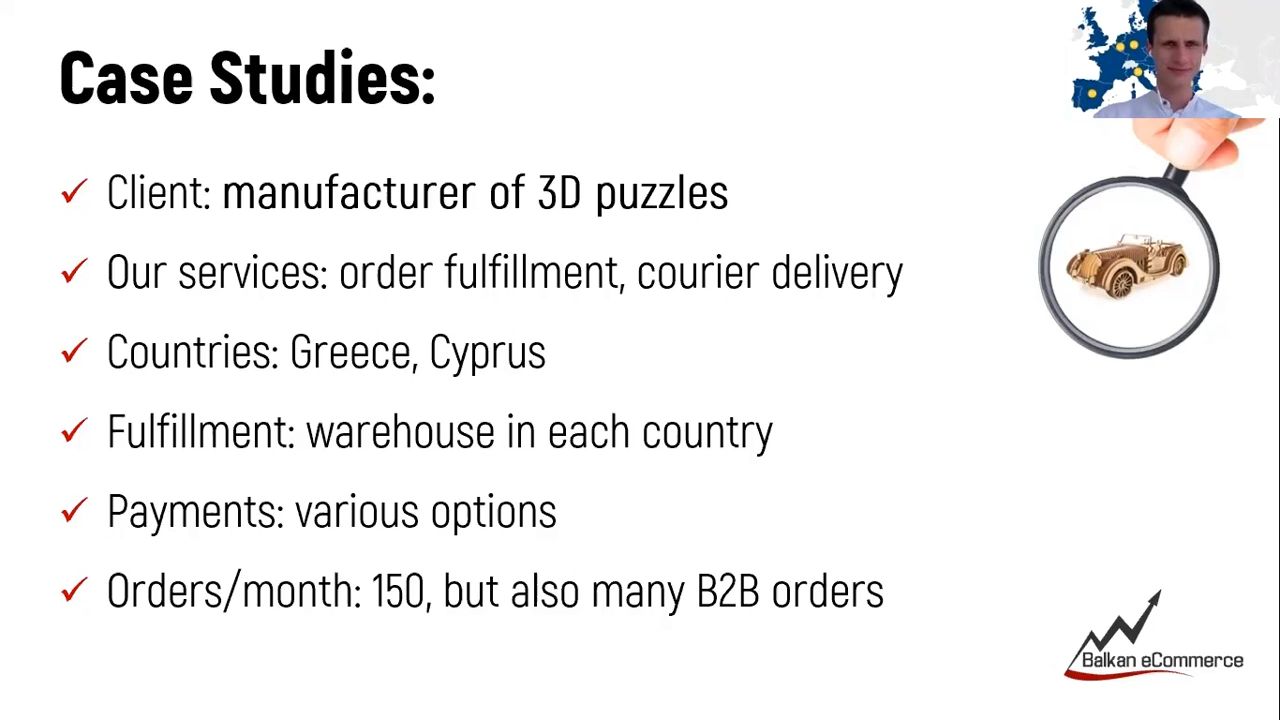 Case Studies:
Client: manufacturer of 3D puzzles
Our services: order fulfillment, courier delivery
Countries: Greece, Cyprus
Fulfillment: warehouse in each country
Payments: various options
Orders/month: 150, but also many B2B orders
Balkan eCommerce